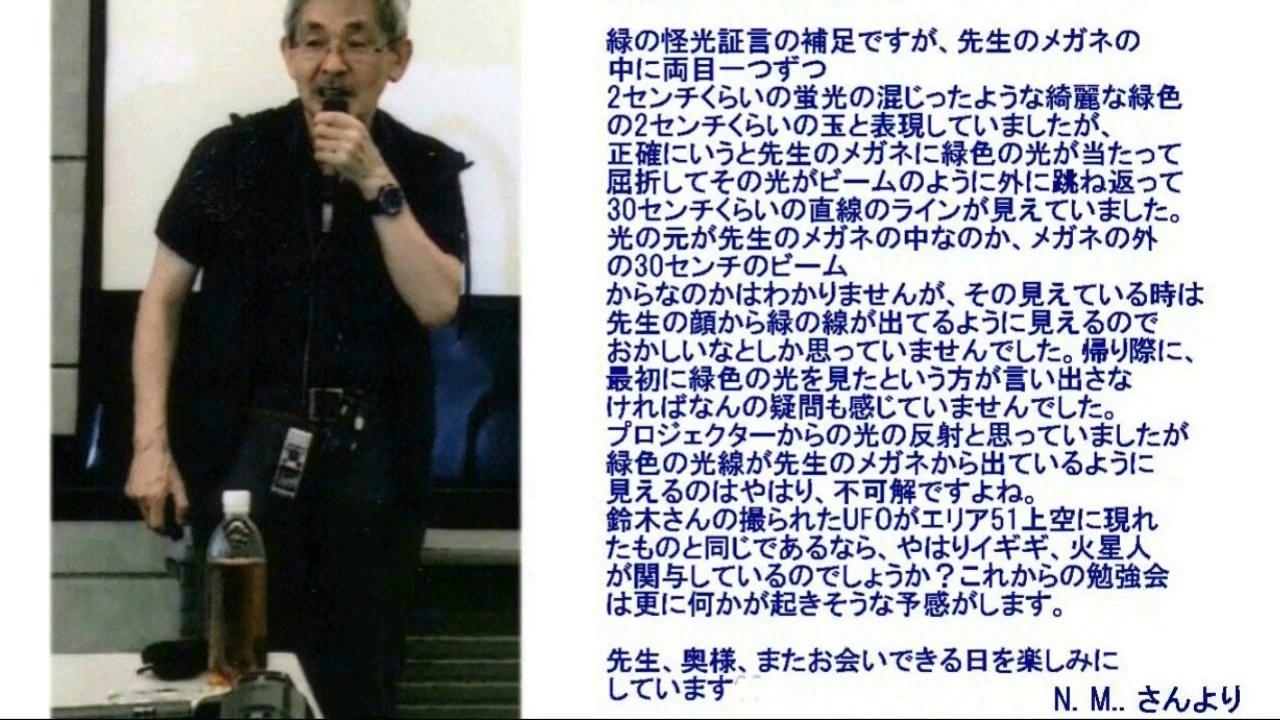 緑の怪光証言の補足ですが、先生のメガネの
中に両目一つずつ
2センチくらいの蛍光の混じったような綺麗な緑色
の2センチくらいの玉と表現していましたが、
正確にいうと先生のメガネに緑色の光が当たって
屈折してその光がビームのように外に跳ね返って
30センチくらいの直線のラインが見えていました。
光の元が先生のメガネの中なのか、メガネの外
の30センチのビーム
からなのかはわかりませんが、その見えている時は
先生の顔から緑の線が出てるように見えるので
おかしいなとしか思っていませんでした。帰り際に、
最初に緑色の光を見たという方が言い出さな
ければなんの疑問も感じていませんでした。
プロジェクターからの光の反射と思っていましたが
緑色の光線が先生のメガネから出ているように
見えるのはやはり、不可解ですよね。
鈴木さんの撮られたUFOがエリア51上空に現れ
たものと同じであるなら、やはりイギギ、火星人
が関与しているのでしょうか？これからの勉強会
は更に何かが起きそうな予感がします。
先生、奥様、またお会いできる日を楽しみに
しています
N. M.. さんより